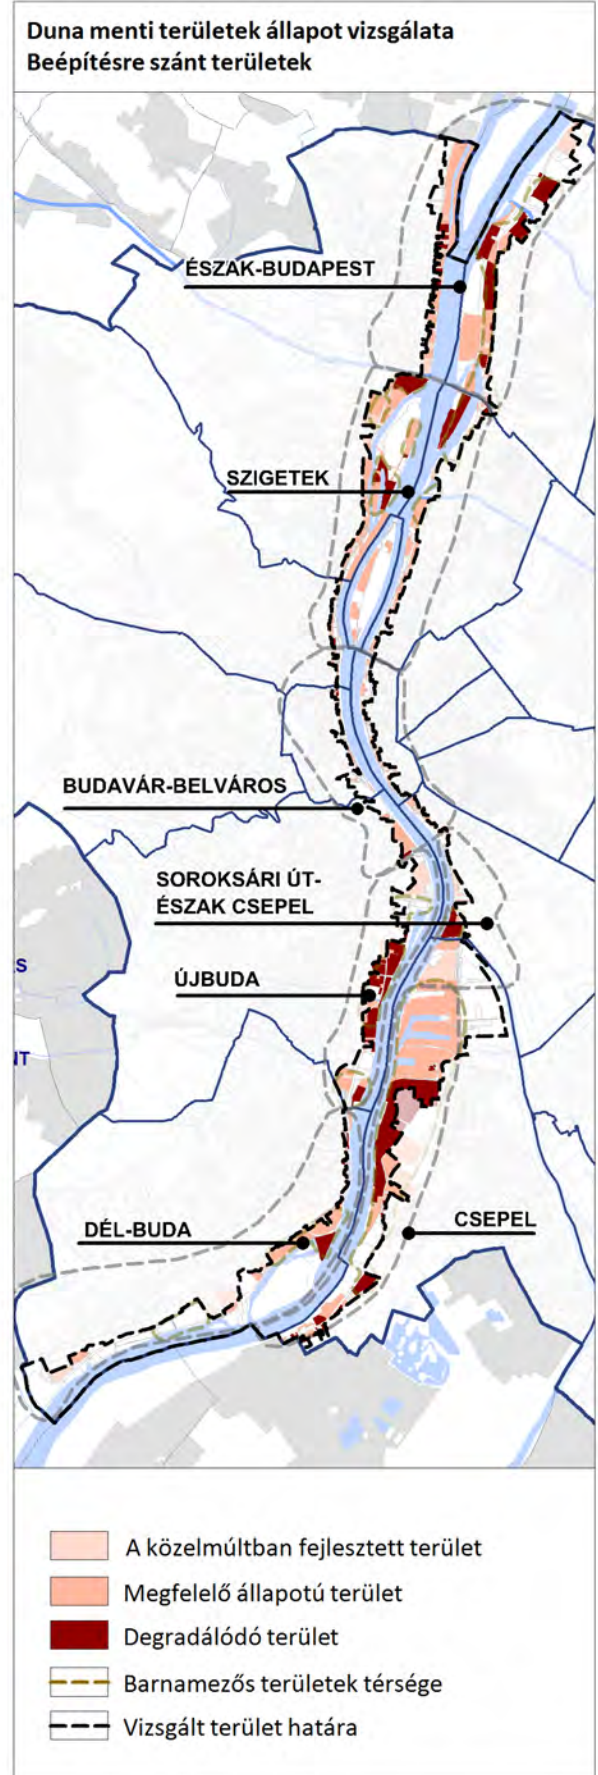 Duna menti területek állapot vizsgálata
Beépítésre szánt területek
ÉSZAK-BUDAPEST
SZIGETEK
BUDAVÁR-BELVÁROS
SOROKSÁRI ÚT-
ÉSZAK CSEPEL
ÚJBUDA
DÉL-BUDA
CSEPEL
A közelmúltban fejlesztett terület
Megfelelő állapotú terület
Degradálódó terület
Barnamezős területek térsége
Vizsgált terület határa